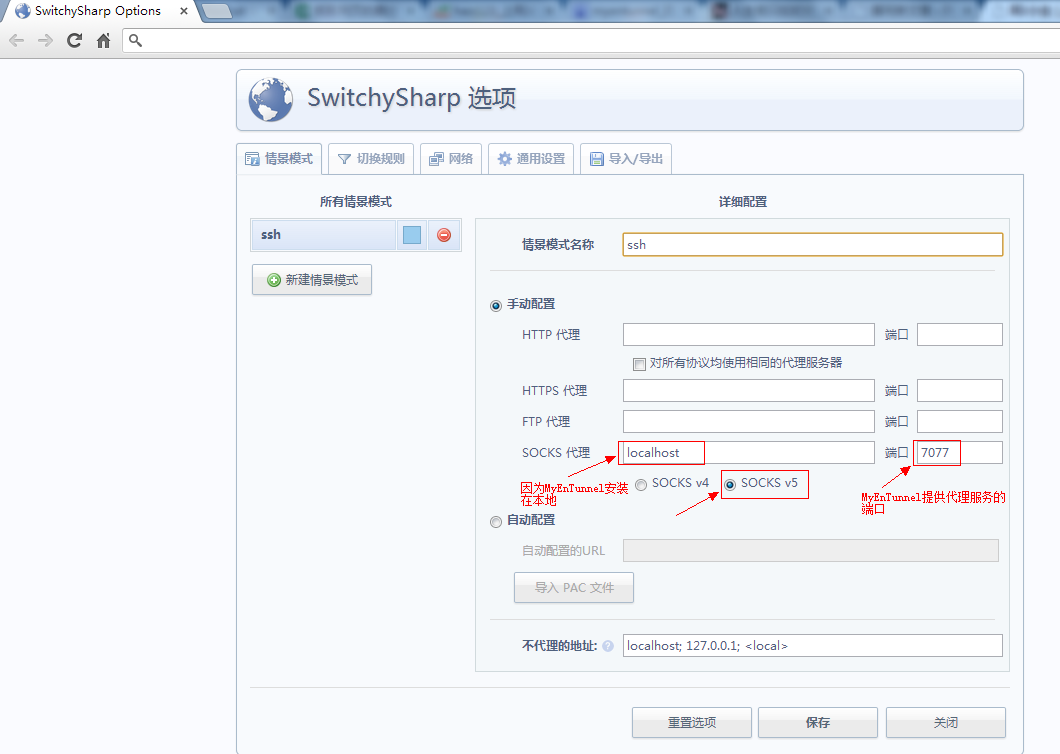 SwitchySharp Options
SwitchySharp 选项
情景模式
切换规则
网络
通用设置
导入/导出
所有情景模式
ssh
新建情景模式
详细配置
情景模式名称 ssh
手动配置
HTTP 代理 端口
对所有协议均使用相同的代理服务器
HTTPS 代理 端口
FTP 代理 端口
SOCKS 代理 localhost 端口 7077
SOCKS v4 SOCKS v5
因为MyEnTunnel安装
在本地
MyEnTunnel提供代理服务的
端口
自动配置
自动配置的URL
导入 PAC 文件
不代理的地址: ? localhost; 127.0.0.1; <local>
重置选项
保存
关闭